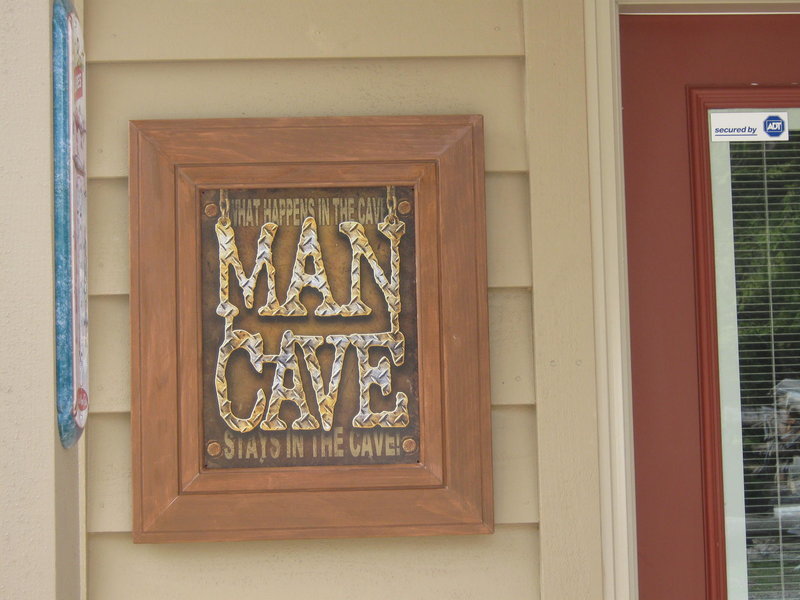 WHAT HAPPENS IN THE CAVE
MAN
CAVE
STAYS IN THE CAVE!
secured by ADT